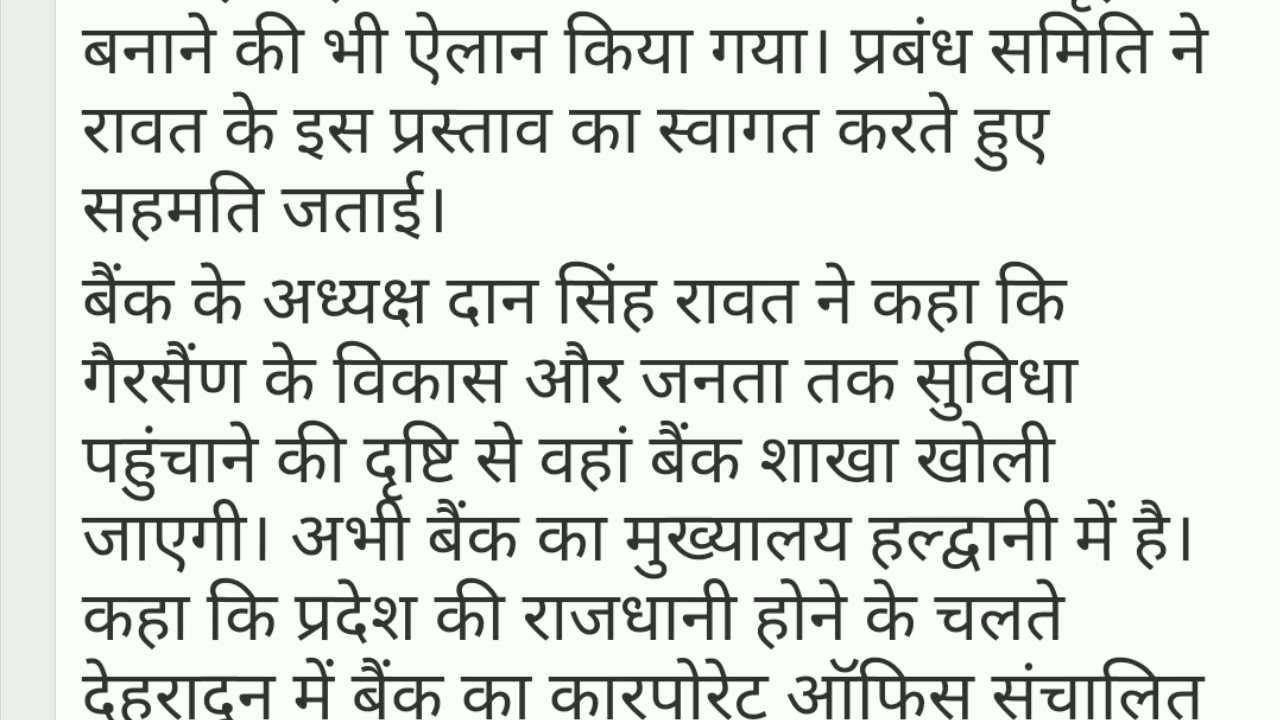 बनाने की भी ऐलान किया गया। प्रबंध समिति ने
रावत के इस प्रस्ताव का स्वागत करते हुए
सहमति जताई।
बैंक के अध्यक्ष दान सिंह रावत ने कहा कि
गैरसैंण के विकास और जनता तक सुविधा
पहुंचाने की दृष्टि से वहां बैंक शाखा खोली
जाएगी। अभी बैंक का मुख्यालय हल्द्वानी में है।
कहा कि प्रदेश की राजधानी होने के चलते
देहरादून में बैंक का कारपोरेट ऑफिस संचालित